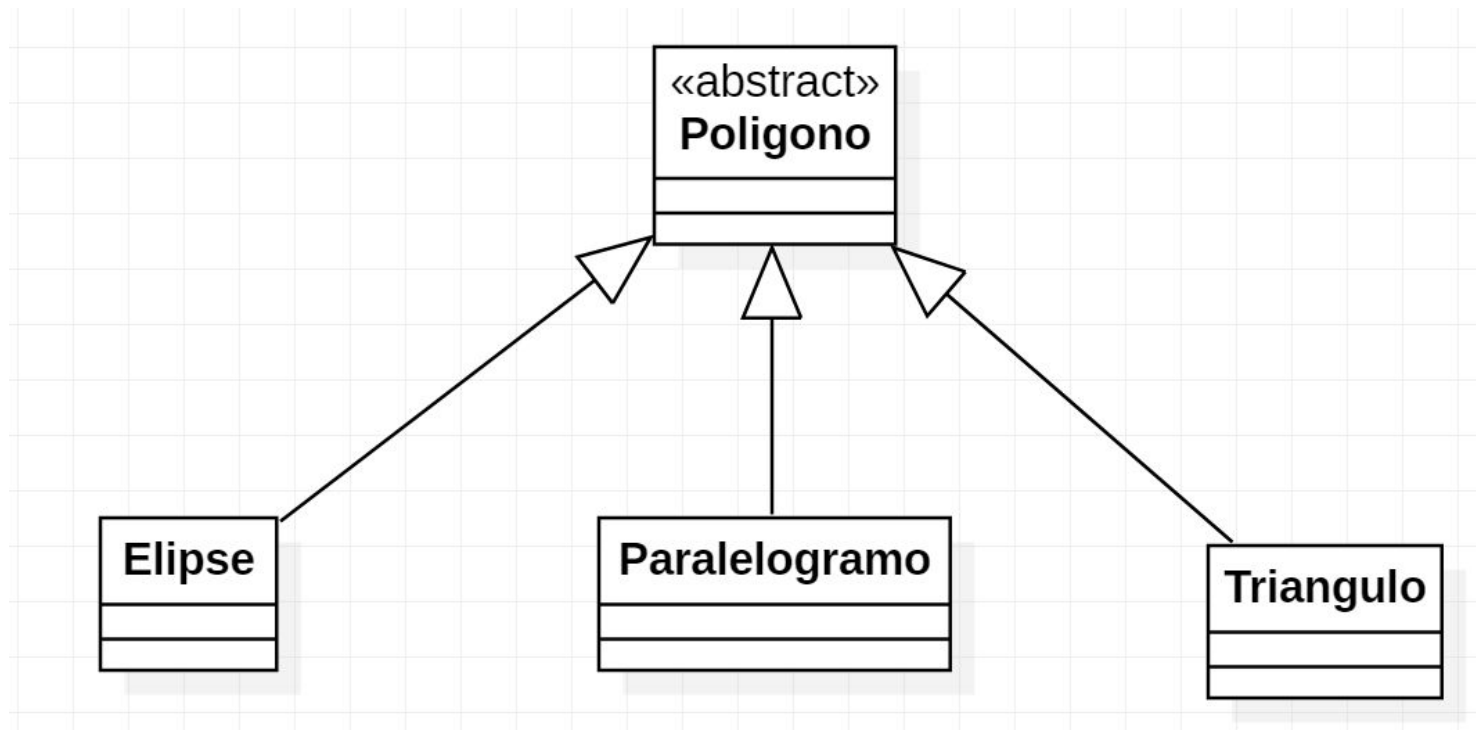 «abstract»
Poligono
Elipse
Paralelogramo
Triangulo